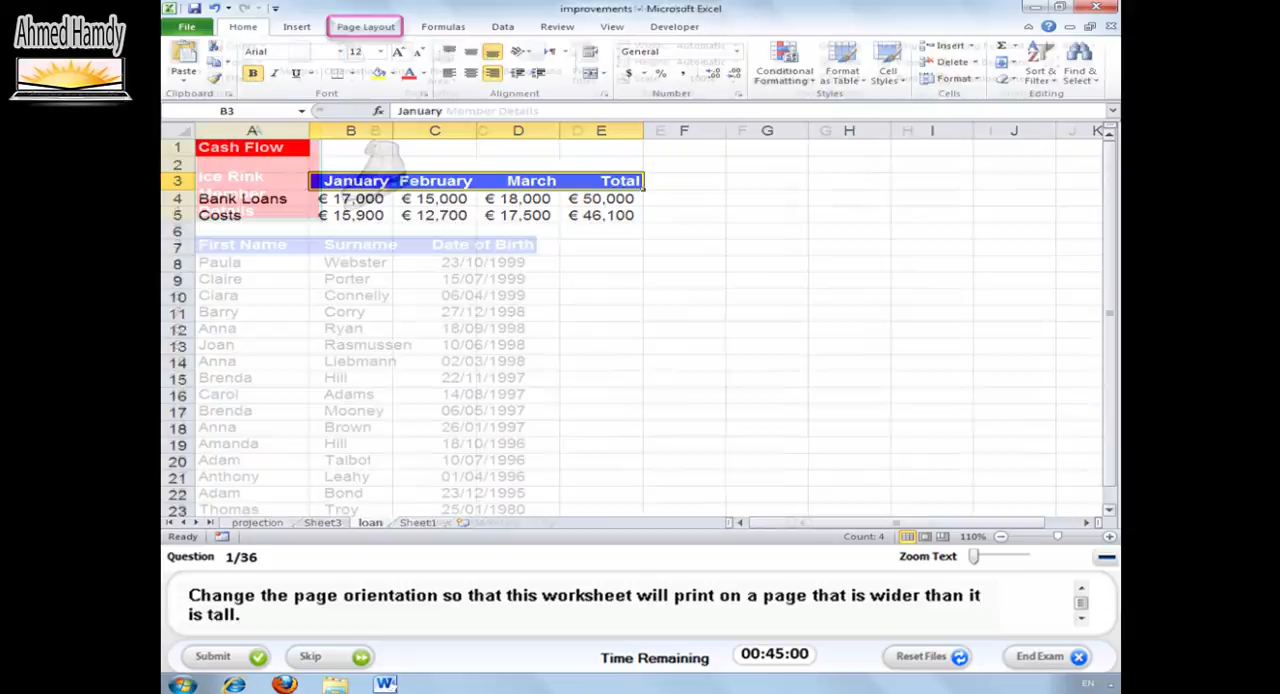 Ahmed Hamdy
improvements - Microsoft Excel
File Home Insert Page Layout Formulas Data Review View Developer
Arial 12 General
Paste B I U $ % Conditional Formatting Format as Table Cell Styles Insert Delete Format Sort & Filter Find & Select
Clipboard Font Alignment Number Styles Cells Editing
B3 fx January Member Details
A B C D E F G H I J K
1 Cash Flow
2 Ice Rink
Member
Details
3 January February March Total
4 Bank Loans € 17,000 € 15,000 € 18,000 € 50,000
5 Costs € 15,900 € 12,700 € 17,500 € 46,100
6
7 First Name Surname Date of Birth
8 Paula Webster 23/10/1999
9 Claire Porter 15/07/1999
10 Ciara Connelly 06/04/1999
11 Barry Corry 27/12/1998
12 Anna Ryan 18/09/1998
13 Joan Rasmussen 10/06/1998
14 Anna Liebmann 02/03/1998
15 Brenda Hill 22/11/1997
16 Carol Adams 14/08/1997
17 Brenda Mooney 06/05/1997
18 Anna Brown 26/01/1997
19 Amanda Hill 18/10/1996
20 Adam Talbot 10/07/1996
21 Anthony Leahy 01/04/1996
22 Adam Bond 23/12/1995
23 Thomas Troy 25/01/1980
projection Sheet3 loan Sheet1
Ready Count: 4 110%
Question 1/36 Zoom Text
Change the page orientation so that this worksheet will print on a page that is wider than it
is tall.
Submit Skip Time Remaining 00:45:00 Reset Files End Exam
EN